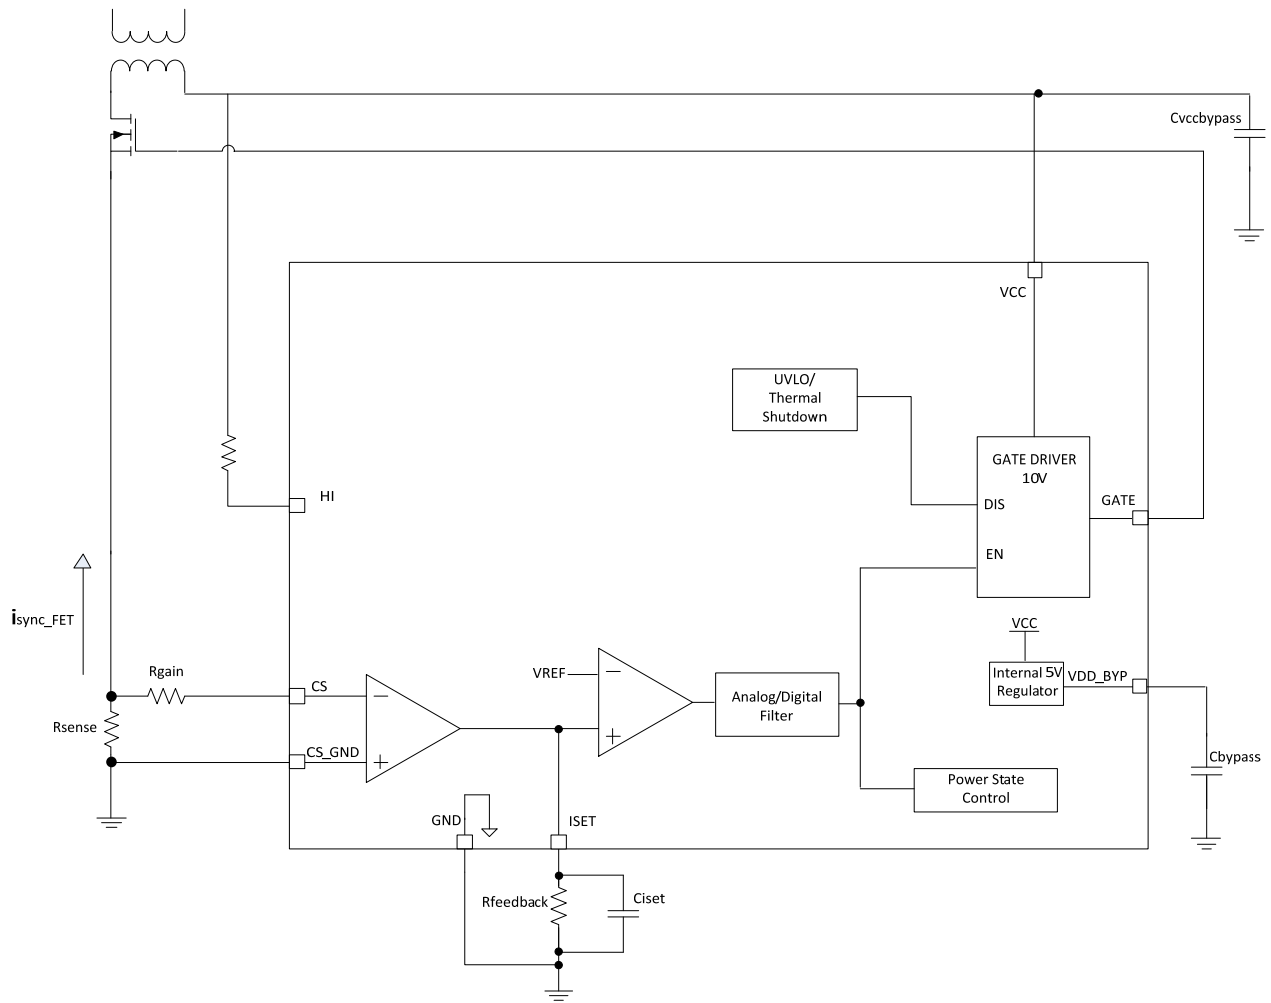 Cvccbypass
VCC
UVLO/
Thermal
Shutdown
GATE DRIVER
10V
DIS
EN
GATE
HI
isync_FET
VCC
Internal 5V
Regulator
VDD_BYP
Rgain
CS
VREF
Analog/Digital
Filter
Rsense
CS_GND
Cbypass
Power State
Control
GND
ISET
Rfeedback
Ciset